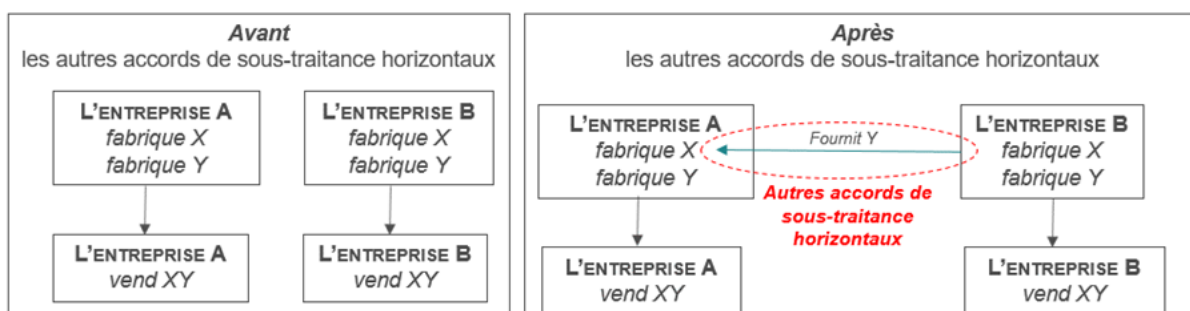 Avant
les autres accords de sous-traitance horizontaux
L'ENTREPRISE A
fabrique X
fabrique Y
L'ENTREPRISE B
fabrique X
fabrique Y
L'ENTREPRISE A
vend XY
L'ENTREPRISE B
vend XY
Après
les autres accords de sous-traitance horizontaux
L'ENTREPRISE A
fabrique X
fabrique Y
Fournit Y
Autres accords de
sous-traitance
horizontaux
L'ENTREPRISE B
fabrique X
fabrique Y
L'ENTREPRISE A
vend XY
L'ENTREPRISE B
vend XY